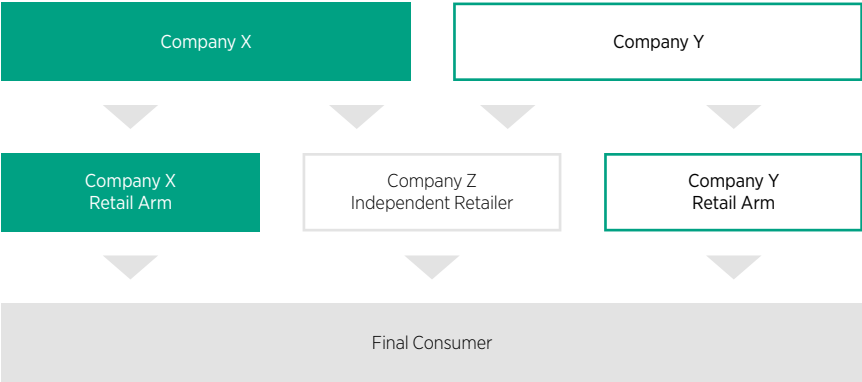 Company X
Company Y
Company X
Retail Arm
Company Z
Independent Retailer
Company Y
Retail Arm
Final Consumer